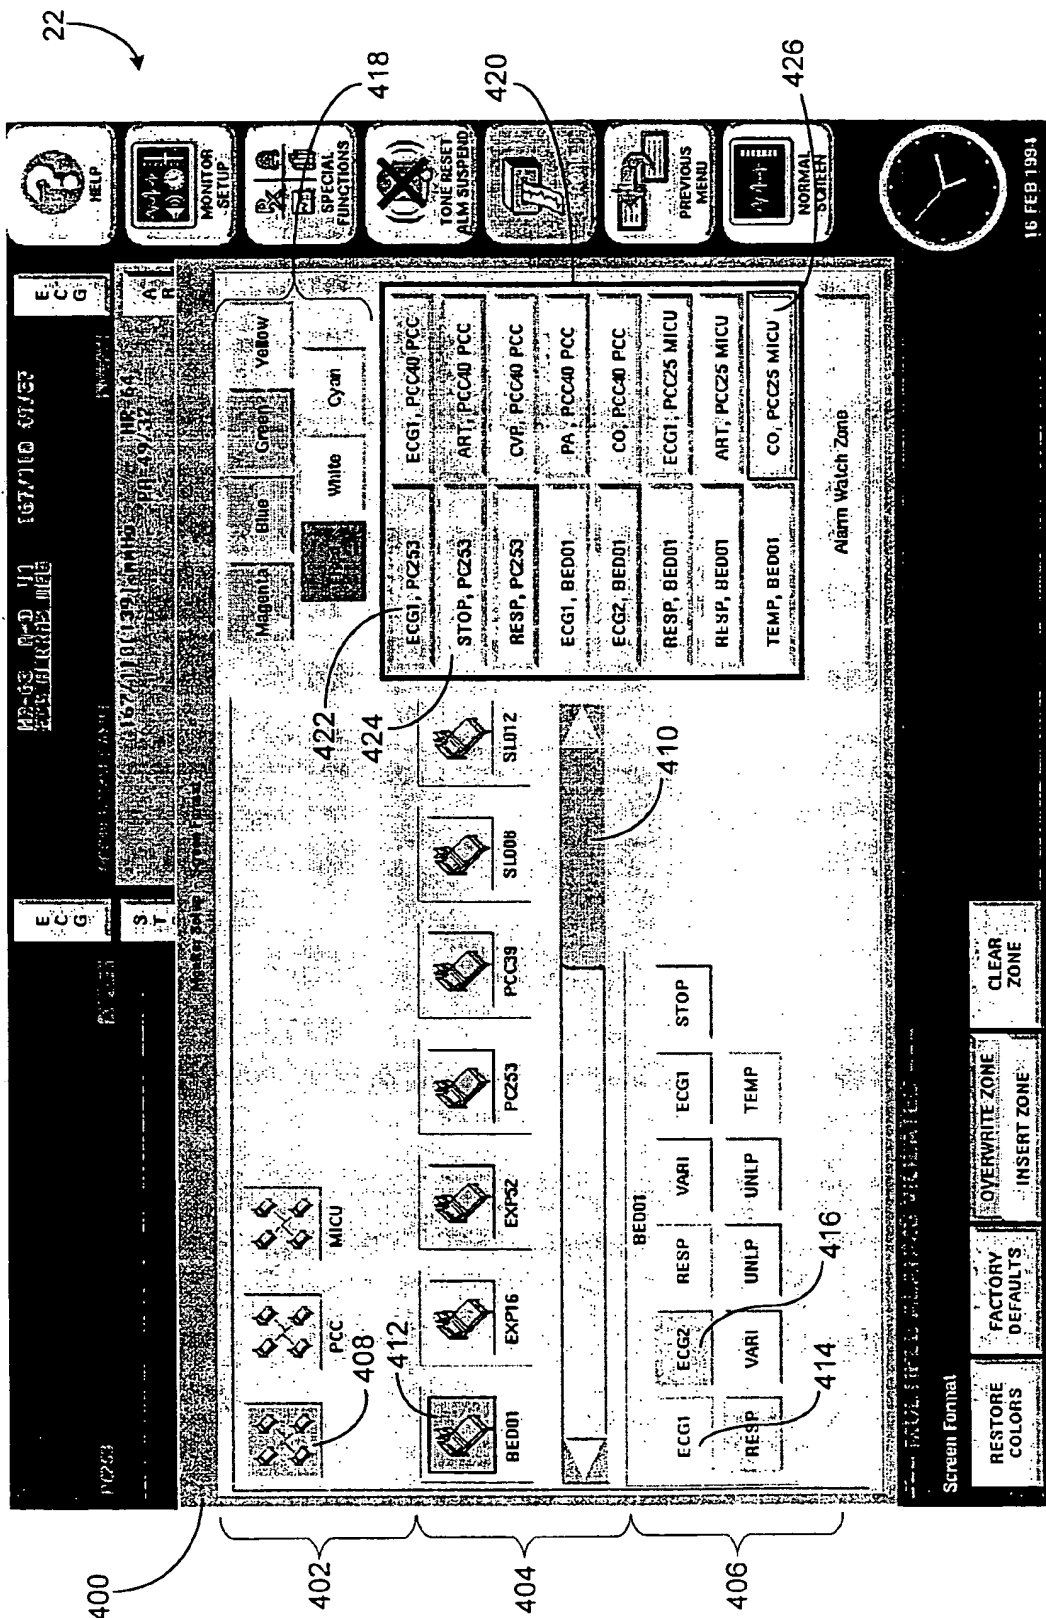 22
HELP
MONITOR
SETUP
SPECIAL
FUNCTIONS
TONE RESET
ALM SUSPEND
PREVIOUS
MENU
NORMAL
SCREEN
16 FEB 1994
418
420
426
E
C
G
E
C
G
A
R
S
T
PC253
Magenta
Blue
Green
Yellow
White
Cyan
400
402
404
406
408
PCC
MICU
BED01
EXP16
EXP52
PC253
PCC39
SL008
SL012
412
410
422
424
ECG1, PC253
ECG1, PCC40 PCC
STOP, PC253
ART, PCC40 PCC
RESP, PC253
CVP, PCC40 PCC
ECG1, BED01
PA, PCC40 PCC
ECG2, BED01
CO, PCC40 PCC
RESP, BED01
ECG1, PCC25 MICU
RESP, BED01
ART, PCC25 MICU
TEMP, BED01
CO, PCC25 MICU
Alarm Wach Zone
BED01
ECG1
ECG2
RESP
VARI
ECG1
STOP
RESP
VARI
UNLP
UNLP
TEMP
414
416
Screen Format
RESTORE
COLORS
FACTORY
DEFAULTS
OVERWRITE ZONE
INSERT ZONE
CLEAR
ZONE